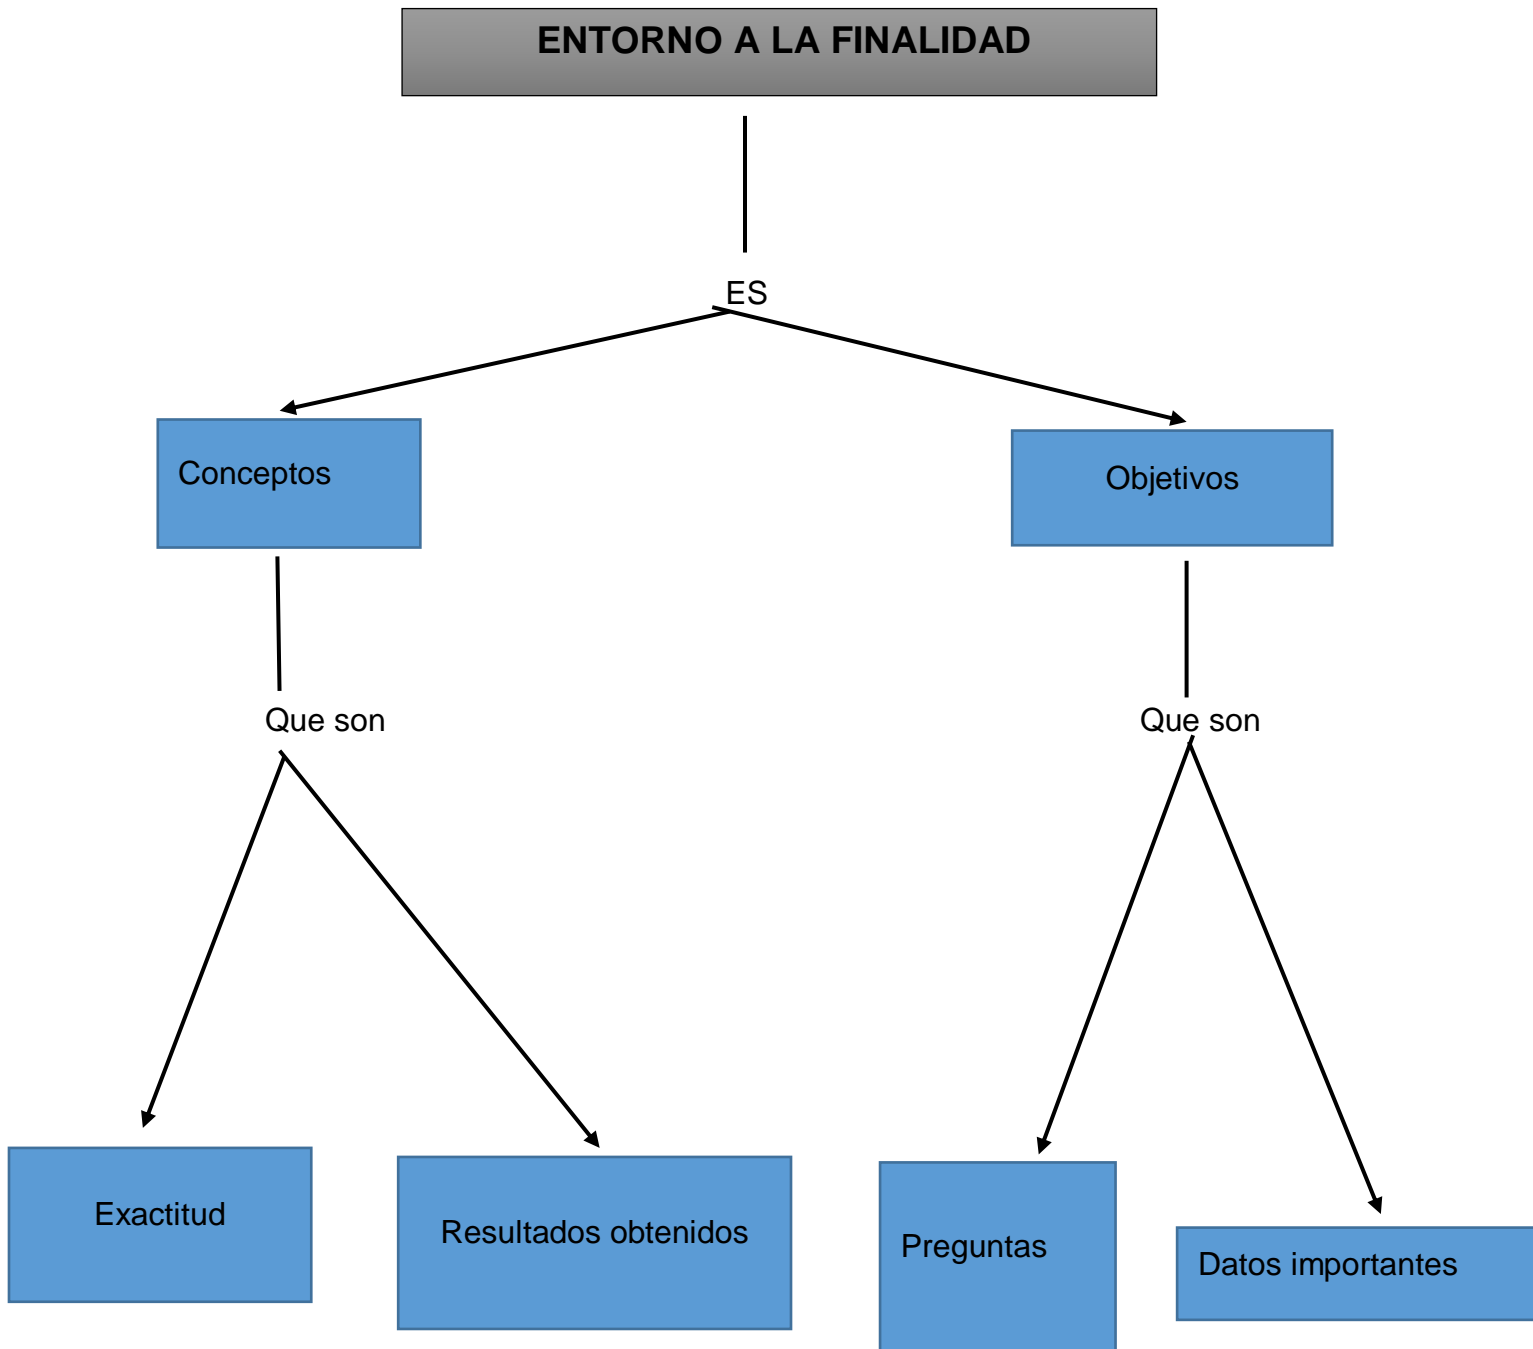 ENTORNO A LA FINALIDAD
ES
Conceptos
Objetivos
Que son
Que son
Exactitud
Resultados obtenidos
Preguntas
Datos importantes